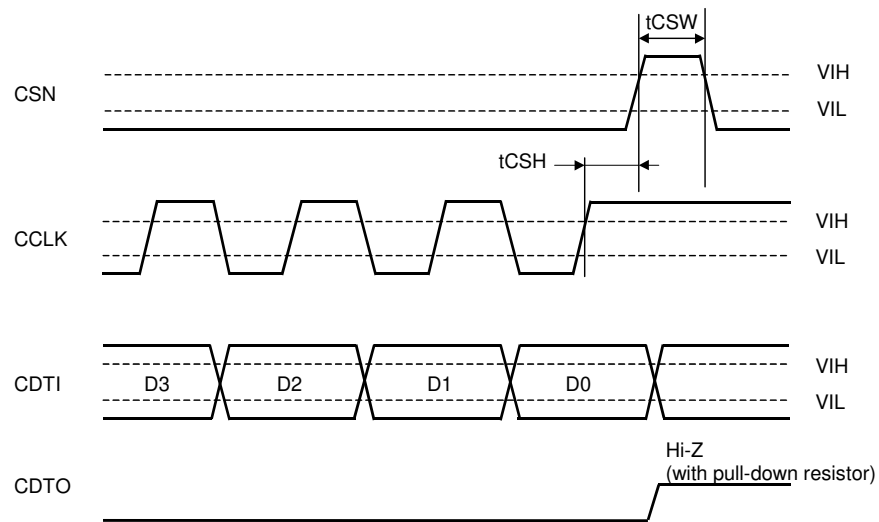 tCSW
VIH
CSN
VIL
tCSH
VIH
CCLK
VIL
VIH
CDTI D3 D2 D1 D0
VIL
Hi-Z
(with pull-down resistor)
CDTO